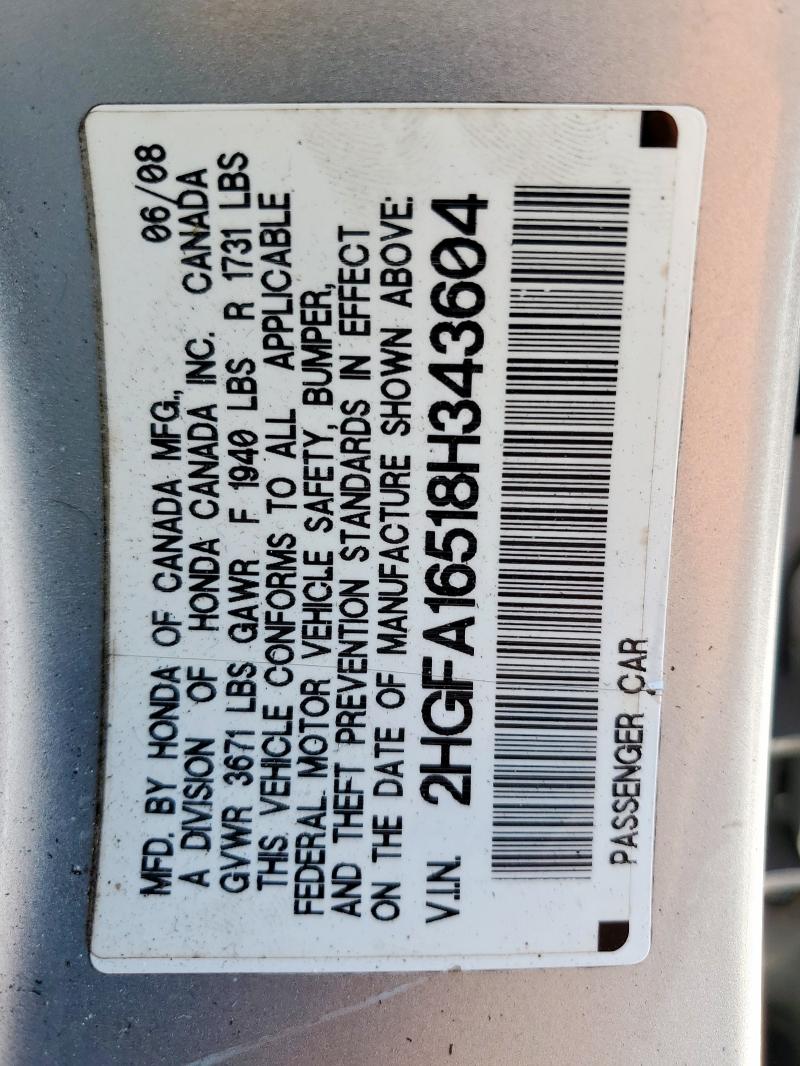 MFD. BY HONDA OF CANADA MFG., 06/08
A DIVISION OF HONDA CANADA INC. CANADA
GVWR 3671 LBS GAWR F 1940 LBS R 1731 LBS
THIS VEHICLE CONFORMS TO ALL APPLICABLE
FEDERAL MOTOR VEHICLE SAFETY, BUMPER,
AND THEFT PREVENTION STANDARDS IN EFFECT
ON THE DATE OF MANUFACTURE SHOWN ABOVE:
V.I.N. 2HGFA16518H343604
PASSENGER CAR